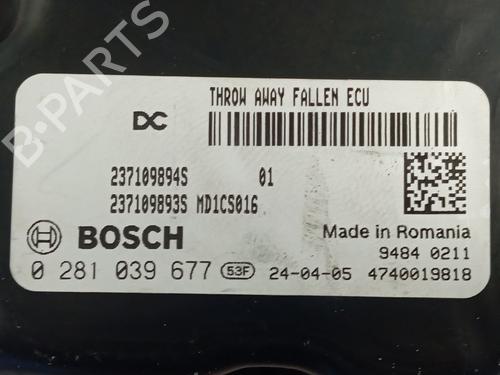 THROW AWAY FALLEN ECU
DC
237109894S 01
237109893S MD1CS016
BOSCH
Made in Romania
9484 0211
0 281 039 677 53F 24-04-05 4740019818
B-PARTS